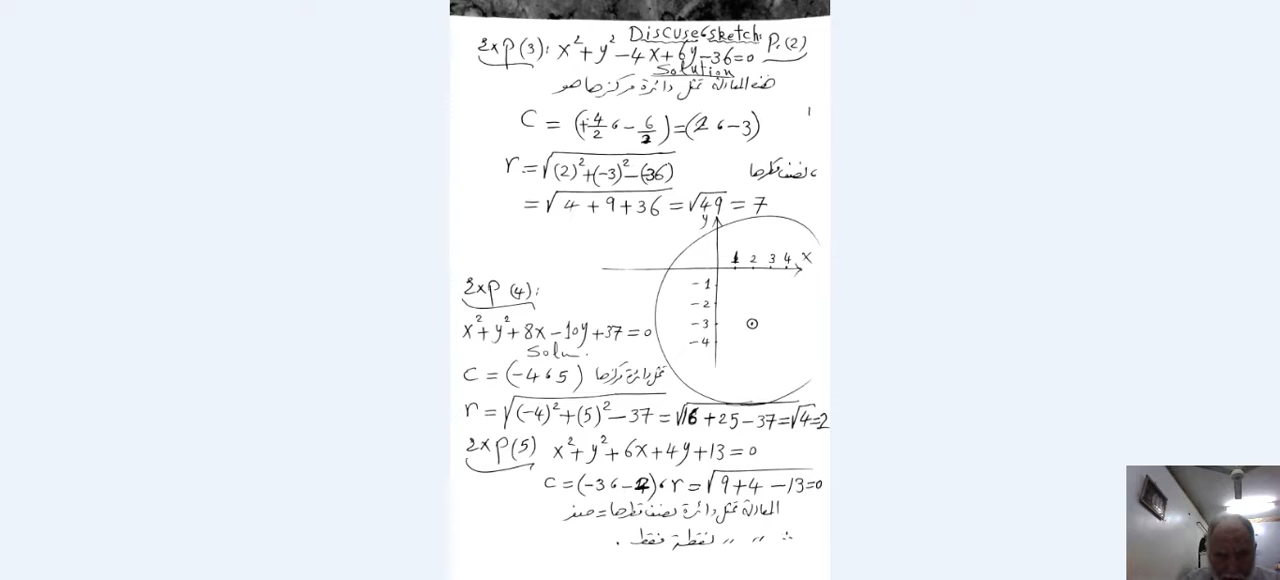 Discuss & sketch: P.(2)
Exp(3): x²+y²-4x+6y-36=0
Solution
هذه المعادلة تمثل دائرة مركزها هو
C = (+4/2 , -6/2) = (2 , -3)
r = √(2)²+(-3)²-(-36) نصف قطرها
= √4+9+36 = √49 = 7
y
1 2 3 4 x
-1
-2
-3
-4
Exp (4):
x²+y²+8x-10y+37=0
Soln.
C = (-4 , 5) تمثل دائرة مركزها
r = √(-4)²+(5)²-37 = √16+25-37 = √4 = 2
Exp(5) x²+y²+6x+4y+13=0
C = (-3 , -2) , r = √9+4-13 = 0
المعادلة تمثل دائرة نصف قطرها = صفر
∴ " " نقطة فقط .